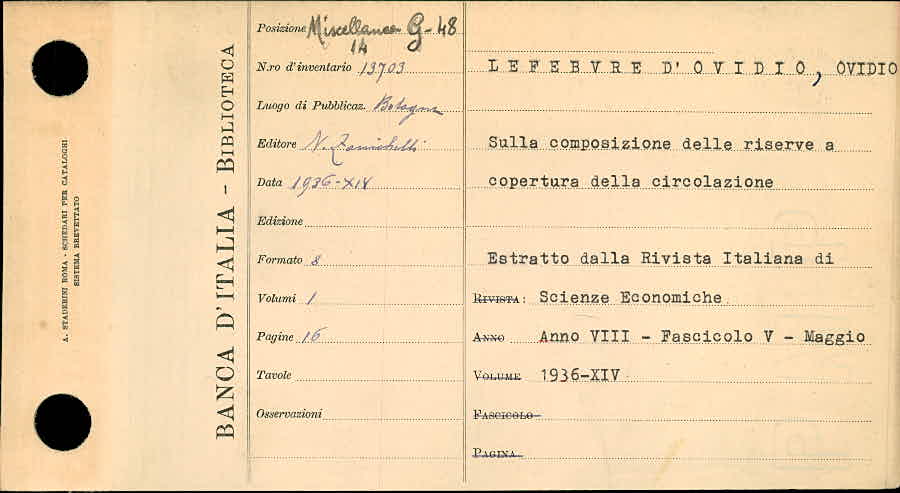 A. STADERINI ROMA - SCHEDARI PER CATALOGHI
SISTEMA BREVETTATO
BANCA D'ITALIA - BIBLIOTECA
Posizione Miscellanea G-48
14
N.ro d'inventario 13703
Luogo di Pubblicaz. Bologna
Editore N. Zanichelli
Data 1936-XIV
Edizione
Formato 8
Volumi 1
Pagine 16
Tavole
Osservazioni
LEFEBVRE D'OVIDIO, OVIDIO
Sulla composizione delle riserve a
copertura della circolazione
Estratto dalla Rivista Italiana di
RIVISTA: Scienze Economiche
ANNO Anno VIII - Fascicolo V - Maggio
VOLUME 1936-XIV
FASCICOLO
PAGINA